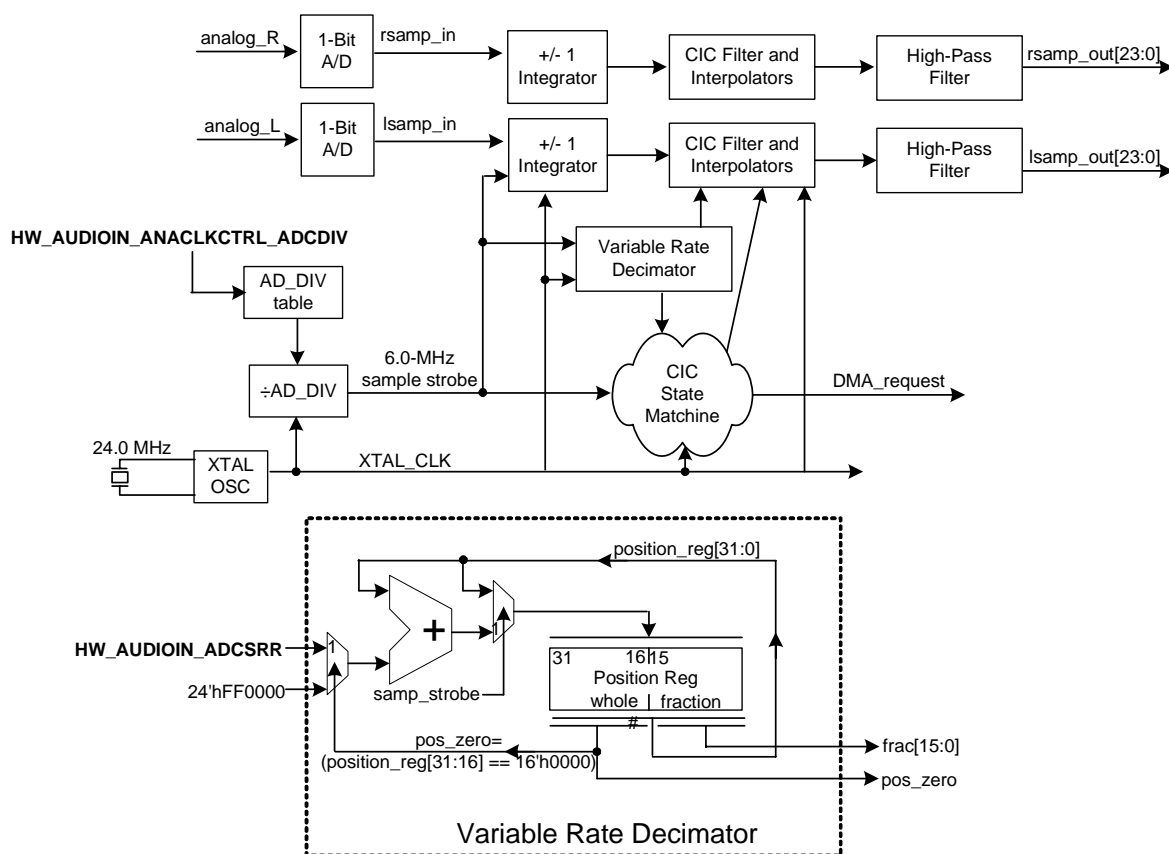 analog_R
1-Bit
A/D
rsamp_in
+/- 1
Integrator
CIC Filter and
Interpolators
High-Pass
Filter
rsamp_out[23:0]
analog_L
1-Bit
A/D
lsamp_in
+/- 1
Integrator
CIC Filter and
Interpolators
High-Pass
Filter
lsamp_out[23:0]
HW_AUDIOIN_ANACLKCTRL_ADCDIV
Variable Rate
Decimator
AD_DIV
table
6.0-MHz
sample strobe
÷AD_DIV
CIC
State
Matchine
DMA_request
24.0 MHz
XTAL
OSC
XTAL_CLK
position_reg[31:0]
+
1
HW_AUDIOIN_ADCSRR
1
24'hFF0000
samp_strobe
31
16
15
Position Reg
whole
fraction
#
pos_zero=
(position_reg[31:16] == 16'h0000)
frac[15:0]
pos_zero
Variable Rate Decimator